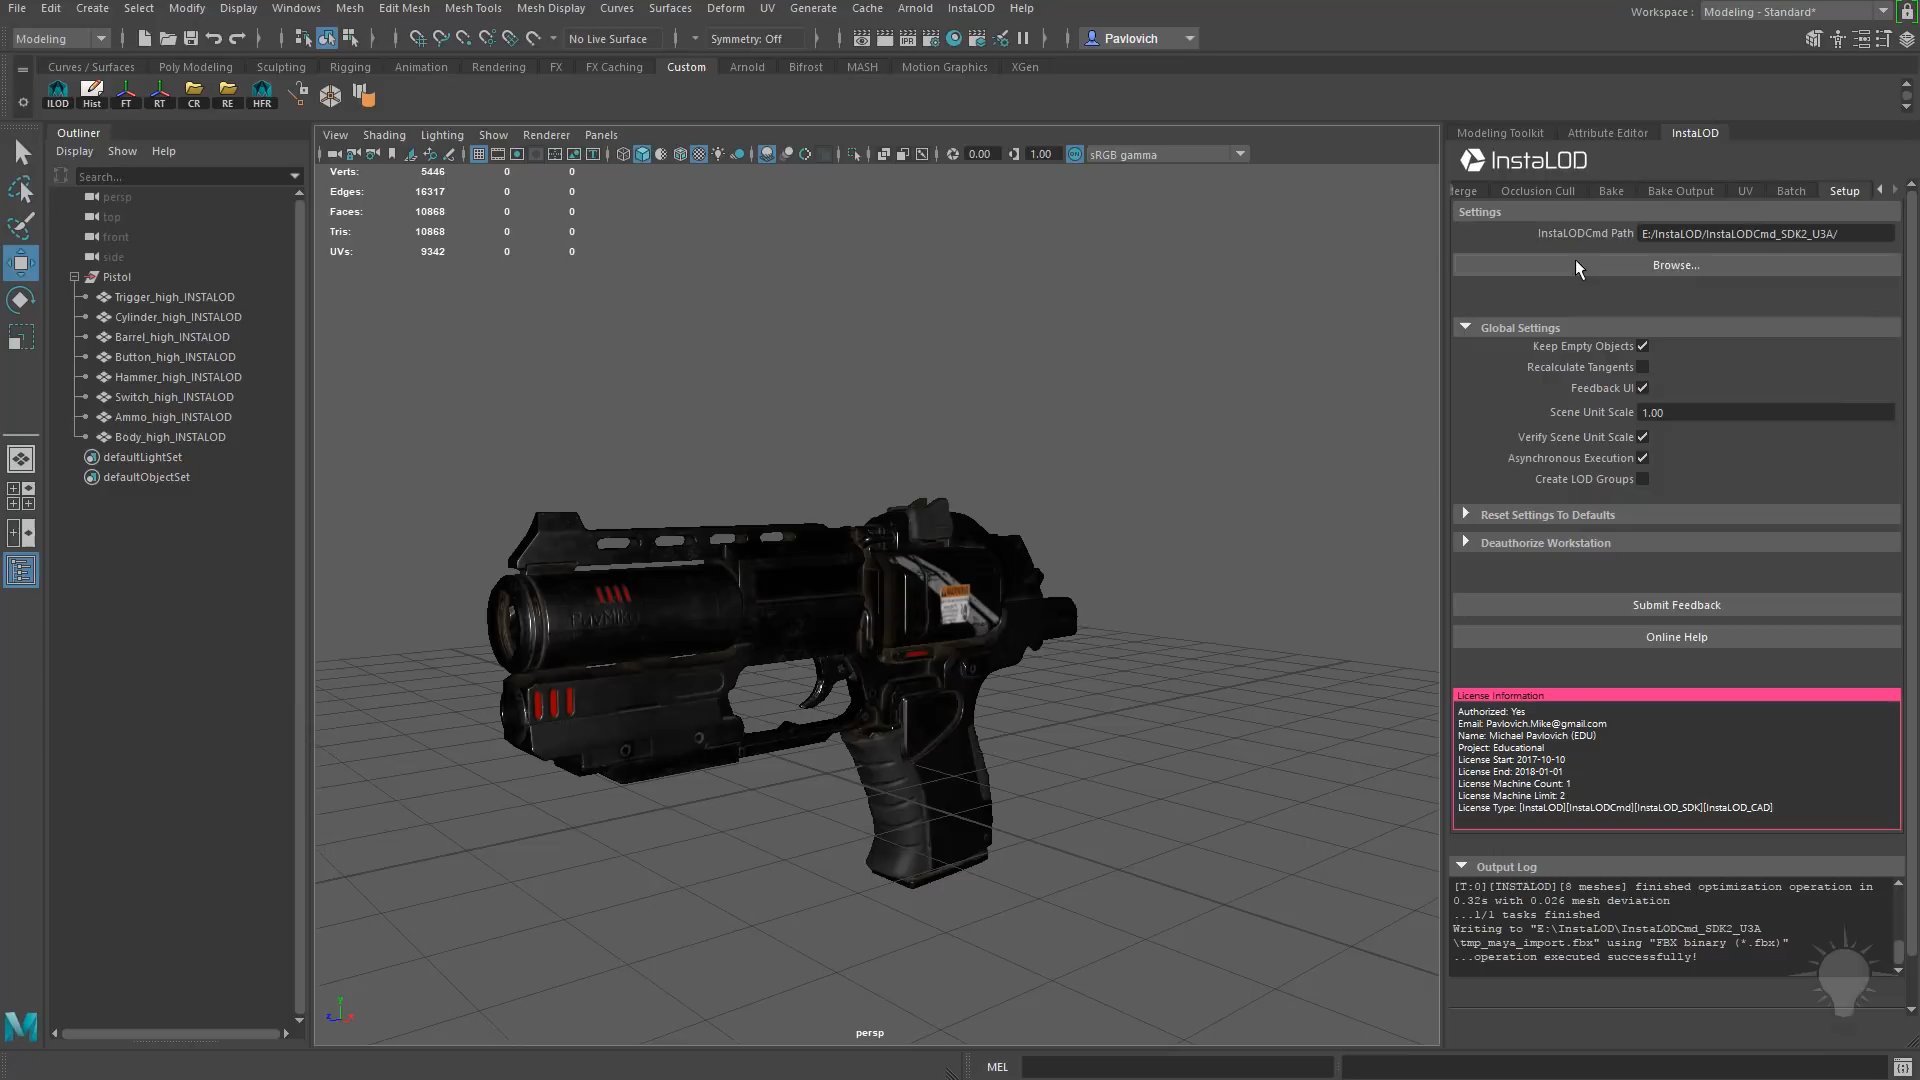 File Edit Create Select Modify Display Windows Mesh Edit Mesh Mesh Tools Mesh Display Curves Surfaces Deform UV Generate Cache Arnold InstaLOD Help
Workspace : Modeling - Standard*
Modeling No Live Surface Symmetry: Off IPR Pavlovich
Curves / Surfaces Poly Modeling Sculpting Rigging Animation Rendering FX FX Caching Custom Arnold Bifrost MASH Motion Graphics XGen
ILOD Hist FT RT CR RE HFR
Outliner
Display Show Help
Search...
persp
top
front
side
Pistol
Trigger_high_INSTALOD
Cylinder_high_INSTALOD
Barrel_high_INSTALOD
Button_high_INSTALOD
Hammer_high_INSTALOD
Switch_high_INSTALOD
Ammo_high_INSTALOD
Body_high_INSTALOD
defaultLightSet
defaultObjectSet
View Shading Lighting Show Renderer Panels
0.00 1.00 ON sRGB gamma
Verts: 5446 0 0
Edges: 16317 0 0
Faces: 10868 0 0
Tris: 10868 0 0
UVs: 9342 0 0
PavMike
y
z x
persp
Modeling Toolkit Attribute Editor InstaLOD
InstaLOD
erge Occlusion Cull Bake Bake Output UV Batch Setup
Settings
InstaLODCmd Path E:/InstaLOD/InstaLODCmd_SDK2_U3A/
Browse...
Global Settings
Keep Empty Objects
Recalculate Tangents
Feedback UI
Scene Unit Scale 1.00
Verify Scene Unit Scale
Asynchronous Execution
Create LOD Groups
Reset Settings To Defaults
Deauthorize Workstation
Submit Feedback
Online Help
License Information
Authorized: Yes
Email: Pavlovich.Mike@gmail.com
Name: Michael Pavlovich (EDU)
Project: Educational
License Start: 2017-10-10
License End: 2018-01-01
License Machine Count: 1
License Machine Limit: 2
License Type: [InstaLOD][InstaLODCmd][InstaLOD_SDK][InstaLOD_CAD]
Output Log
[T:0][INSTALOD][8 meshes] finished optimization operation in
0.32s with 0.026 mesh deviation
...1/1 tasks finished
Writing to "E:\InstaLOD\InstaLODCmd_SDK2_U3A
\tmp_maya_import.fbx" using "FBX binary (*.fbx)"
...operation executed successfully!
MEL